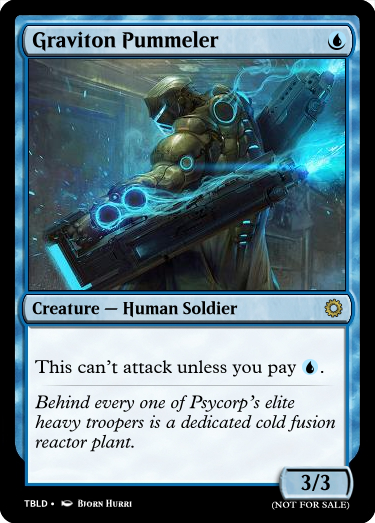 Graviton Pummeler
Creature — Human Soldier
This can't attack unless you pay .
Behind every one of Psycorp's elite
heavy troopers is a dedicated cold fusion
reactor plant.
3/3
TBLD • Bjorn Hurri
(NOT FOR SALE)